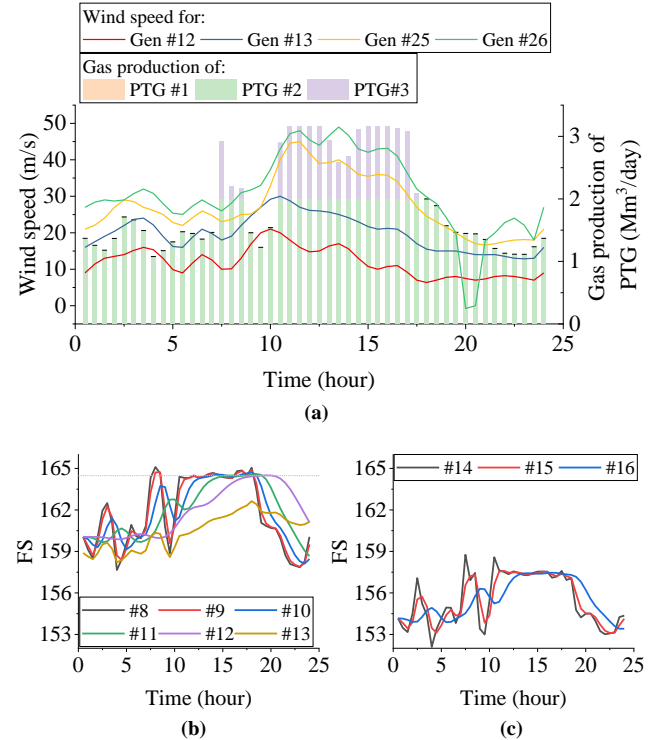 Wind speed for:
Gen #12 Gen #13 Gen #25 Gen #26
Gas production of:
PTG #1 PTG #2 PTG#3
Wind speed (m/s)
50
40
30
20
10
0
3
2
1
0
Gas production of
PTG (Mm³/day)
0 5 10 15 20 25
Time (hour)
(a)
165
162
159
156
153
FS
#8 #9 #10
#11 #12 #13
0 5 10 15 20 25
Time (hour)
(b)
#14 #15 #16
165
162
159
156
153
FS
0 5 10 15 20 25
Time (hour)
(c)